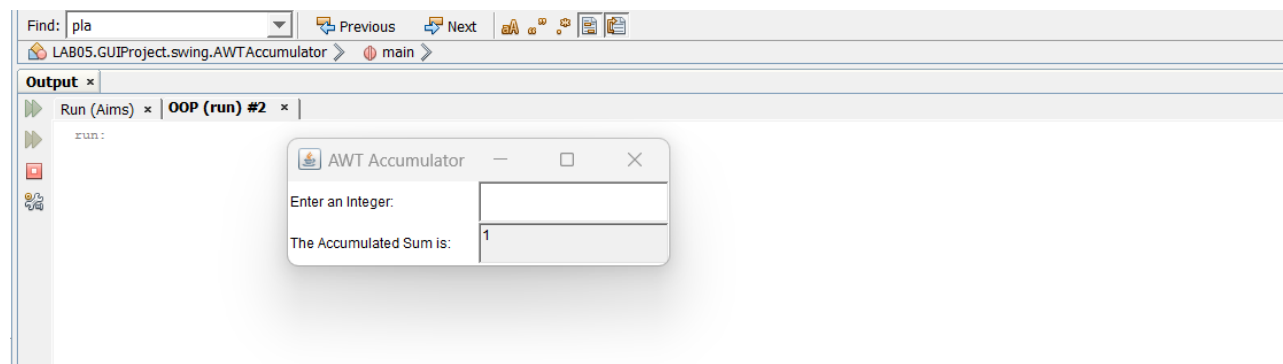 Find: pla Previous Next
LAB05.GUIProject.swing.AWTAccumulator main
Output
Run (Aims) OOP (run) #2
run:
AWT Accumulator
Enter an Integer:
The Accumulated Sum is: 1